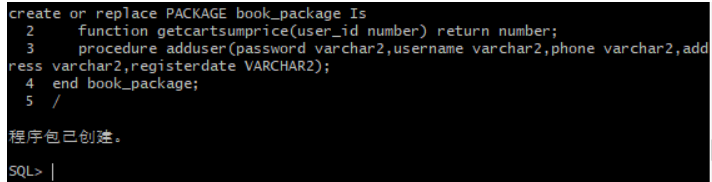 create or replace PACKAGE book_package Is
  2      function getcartsumprice(user_id number) return number;
  3      procedure adduser(password varchar2,username varchar2,phone varchar2,add
ress varchar2,registerdate VARCHAR2);
  4  end book_package;
  5  /
程序包已创建。
SQL>